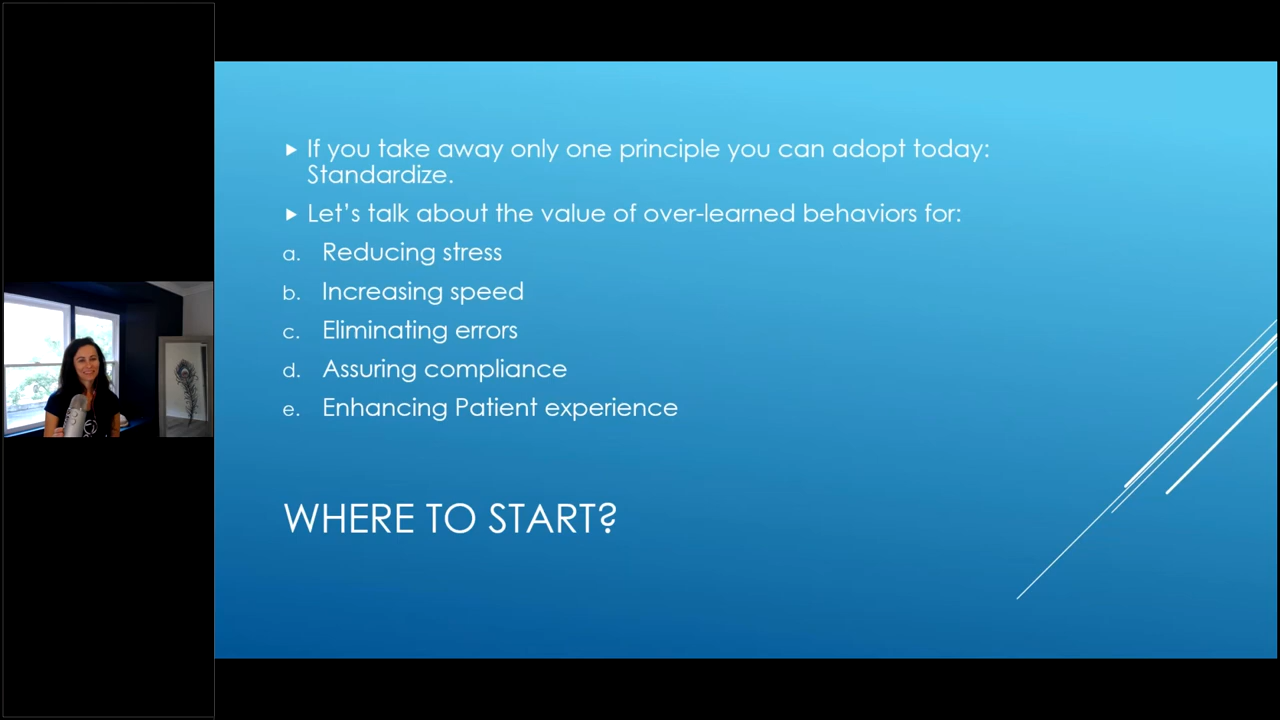 If you take away only one principle you can adopt today:
Standardize.
Let's talk about the value of over-learned behaviors for:
a. Reducing stress
b. Increasing speed
c. Eliminating errors
d. Assuring compliance
e. Enhancing Patient experience
WHERE TO START?